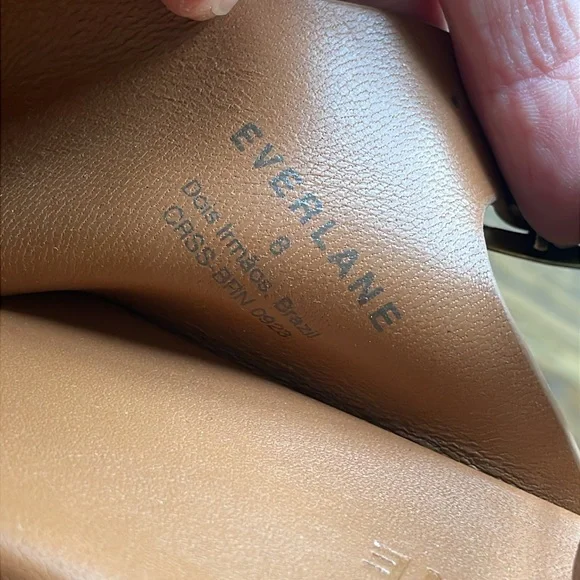 EVERLANE
8
Dois Irmãos, Brazil
CRSS-BRN 0923